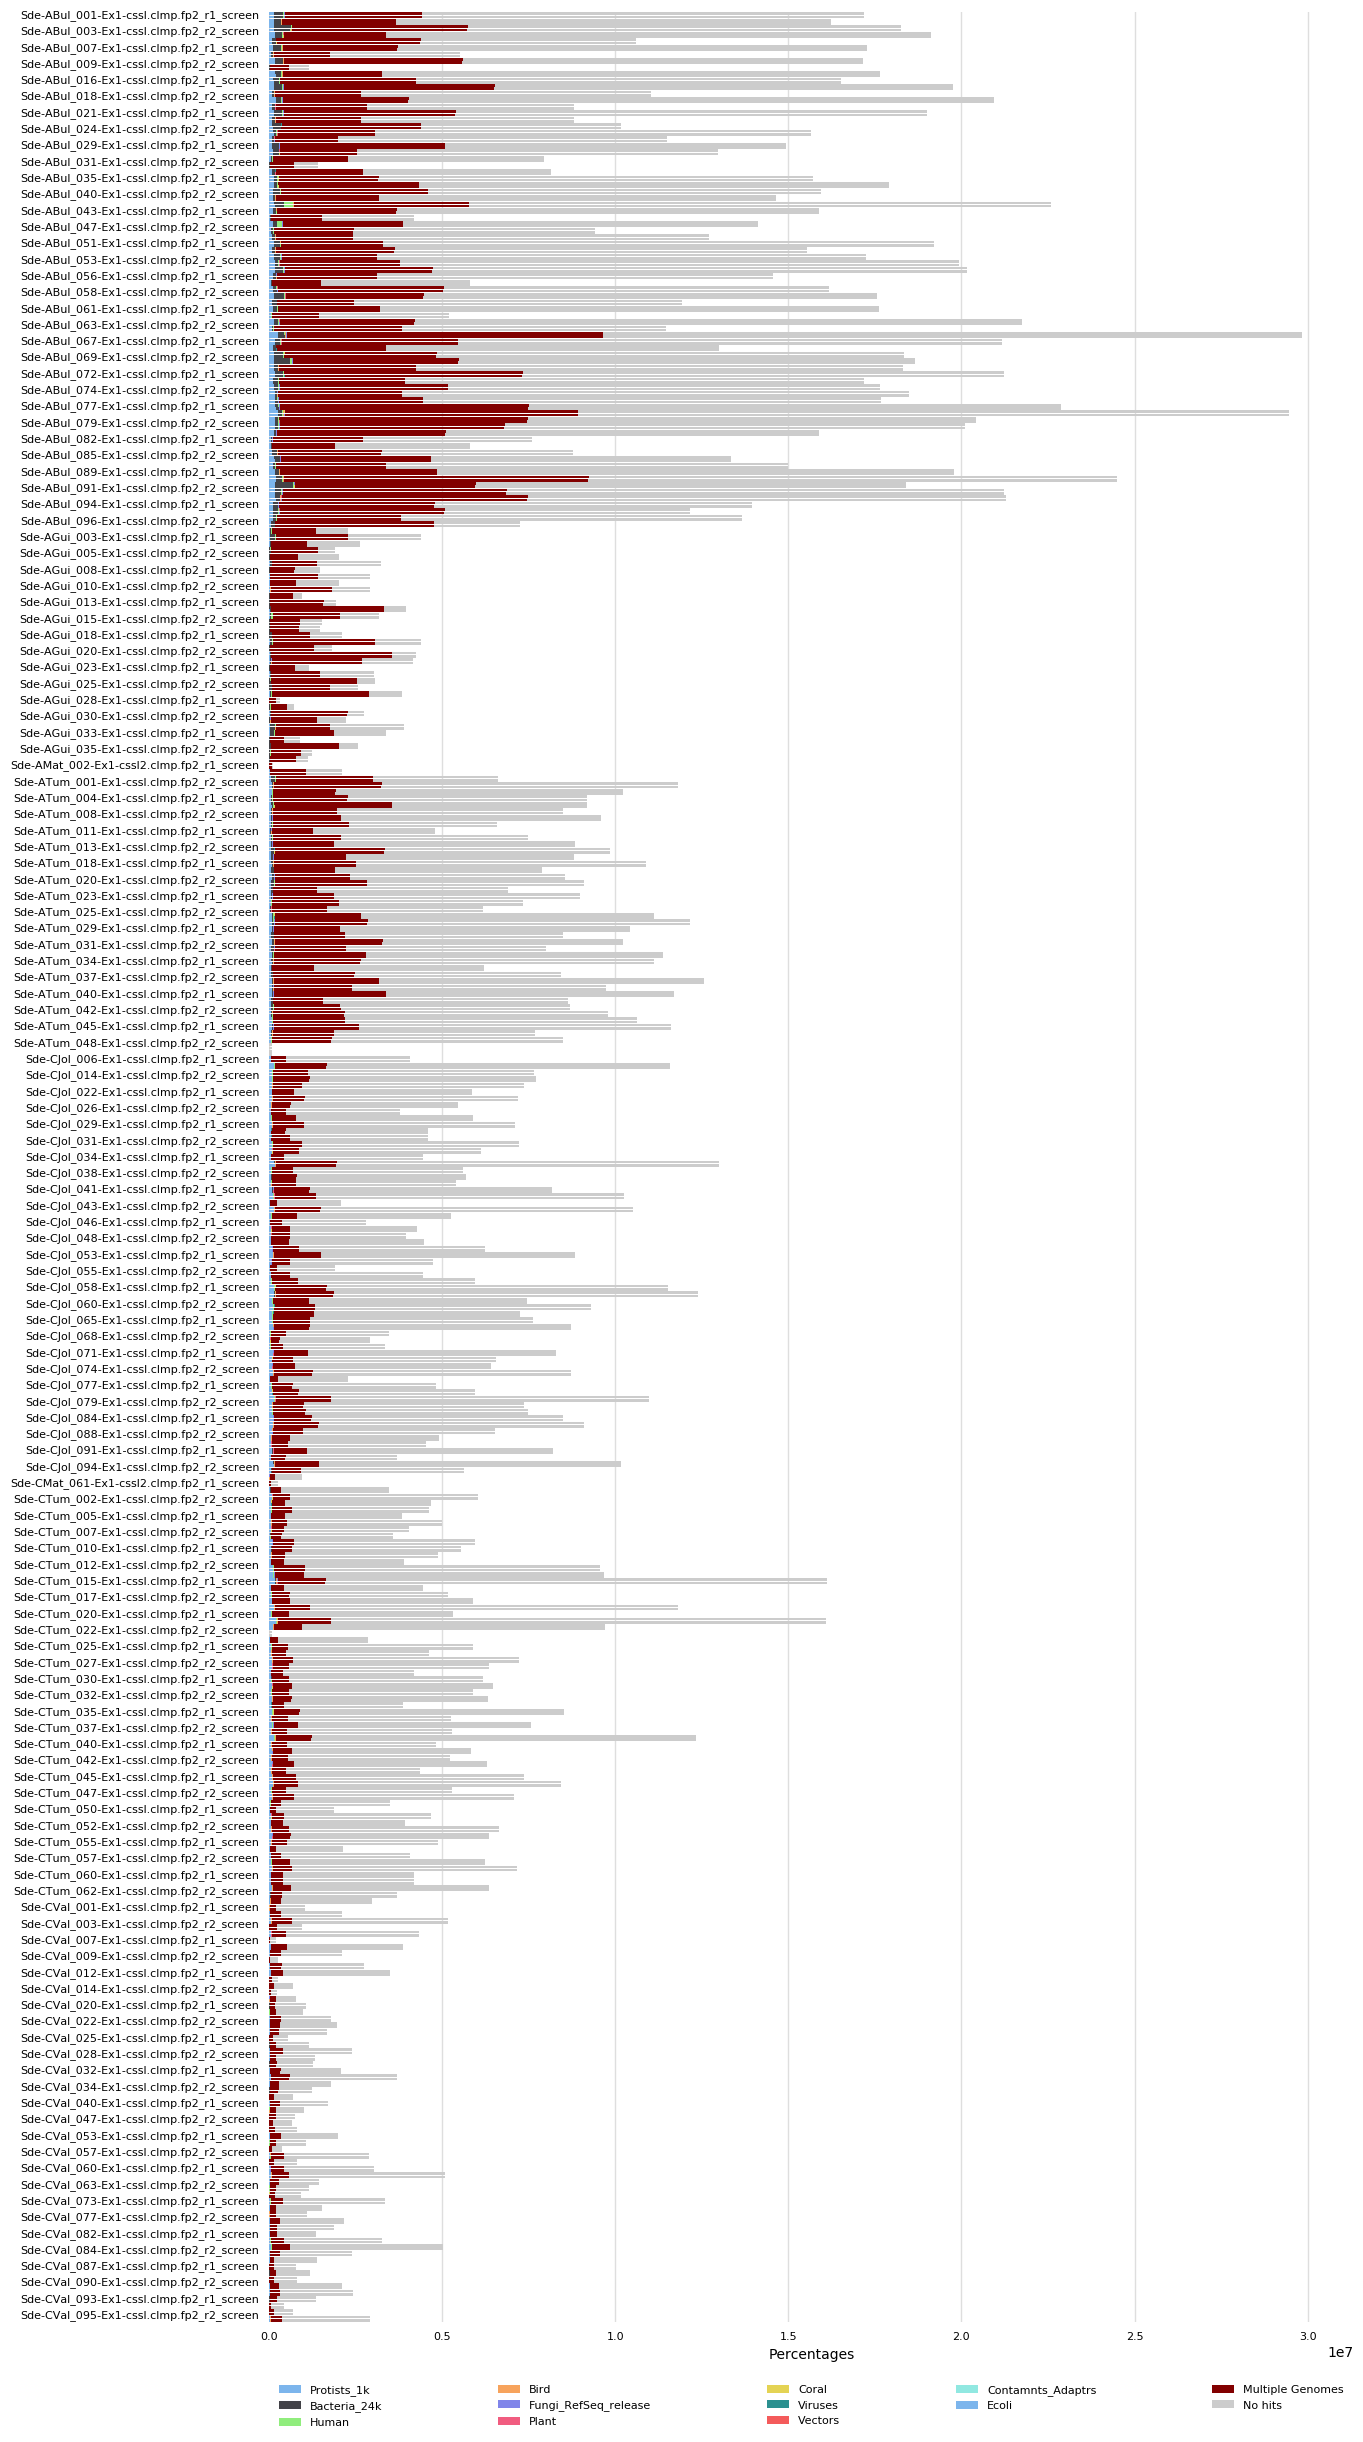 Sde-ABul_001-Ex1-cssl.clmp.fp2_r1_screen
Sde-ABul_003-Ex1-cssl.clmp.fp2_r2_screen
Sde-ABul_007-Ex1-cssl.clmp.fp2_r1_screen
Sde-ABul_009-Ex1-cssl.clmp.fp2_r2_screen
Sde-ABul_016-Ex1-cssl.clmp.fp2_r1_screen
Sde-ABul_018-Ex1-cssl.clmp.fp2_r2_screen
Sde-ABul_021-Ex1-cssl.clmp.fp2_r1_screen
Sde-ABul_024-Ex1-cssl.clmp.fp2_r2_screen
Sde-ABul_029-Ex1-cssl.clmp.fp2_r1_screen
Sde-ABul_031-Ex1-cssl.clmp.fp2_r2_screen
Sde-ABul_035-Ex1-cssl.clmp.fp2_r1_screen
Sde-ABul_040-Ex1-cssl.clmp.fp2_r2_screen
Sde-ABul_043-Ex1-cssl.clmp.fp2_r1_screen
Sde-ABul_047-Ex1-cssl.clmp.fp2_r2_screen
Sde-ABul_051-Ex1-cssl.clmp.fp2_r1_screen
Sde-ABul_053-Ex1-cssl.clmp.fp2_r2_screen
Sde-ABul_056-Ex1-cssl.clmp.fp2_r1_screen
Sde-ABul_058-Ex1-cssl.clmp.fp2_r2_screen
Sde-ABul_061-Ex1-cssl.clmp.fp2_r1_screen
Sde-ABul_063-Ex1-cssl.clmp.fp2_r2_screen
Sde-ABul_067-Ex1-cssl.clmp.fp2_r1_screen
Sde-ABul_069-Ex1-cssl.clmp.fp2_r2_screen
Sde-ABul_072-Ex1-cssl.clmp.fp2_r1_screen
Sde-ABul_074-Ex1-cssl.clmp.fp2_r2_screen
Sde-ABul_077-Ex1-cssl.clmp.fp2_r1_screen
Sde-ABul_079-Ex1-cssl.clmp.fp2_r2_screen
Sde-ABul_082-Ex1-cssl.clmp.fp2_r1_screen
Sde-ABul_085-Ex1-cssl.clmp.fp2_r2_screen
Sde-ABul_089-Ex1-cssl.clmp.fp2_r1_screen
Sde-ABul_091-Ex1-cssl.clmp.fp2_r2_screen
Sde-ABul_094-Ex1-cssl.clmp.fp2_r1_screen
Sde-ABul_096-Ex1-cssl.clmp.fp2_r2_screen
Sde-AGui_003-Ex1-cssl.clmp.fp2_r1_screen
Sde-AGui_005-Ex1-cssl.clmp.fp2_r2_screen
Sde-AGui_008-Ex1-cssl.clmp.fp2_r1_screen
Sde-AGui_010-Ex1-cssl.clmp.fp2_r2_screen
Sde-AGui_013-Ex1-cssl.clmp.fp2_r1_screen
Sde-AGui_015-Ex1-cssl.clmp.fp2_r2_screen
Sde-AGui_018-Ex1-cssl.clmp.fp2_r1_screen
Sde-AGui_020-Ex1-cssl.clmp.fp2_r2_screen
Sde-AGui_023-Ex1-cssl.clmp.fp2_r1_screen
Sde-AGui_025-Ex1-cssl.clmp.fp2_r2_screen
Sde-AGui_028-Ex1-cssl.clmp.fp2_r1_screen
Sde-AGui_030-Ex1-cssl.clmp.fp2_r2_screen
Sde-AGui_033-Ex1-cssl.clmp.fp2_r1_screen
Sde-AGui_035-Ex1-cssl.clmp.fp2_r2_screen
Sde-AMat_002-Ex1-cssl2.clmp.fp2_r1_screen
Sde-ATum_001-Ex1-cssl.clmp.fp2_r2_screen
Sde-ATum_004-Ex1-cssl.clmp.fp2_r1_screen
Sde-ATum_008-Ex1-cssl.clmp.fp2_r2_screen
Sde-ATum_011-Ex1-cssl.clmp.fp2_r1_screen
Sde-ATum_013-Ex1-cssl.clmp.fp2_r2_screen
Sde-ATum_018-Ex1-cssl.clmp.fp2_r1_screen
Sde-ATum_020-Ex1-cssl.clmp.fp2_r2_screen
Sde-ATum_023-Ex1-cssl.clmp.fp2_r1_screen
Sde-ATum_025-Ex1-cssl.clmp.fp2_r2_screen
Sde-ATum_029-Ex1-cssl.clmp.fp2_r1_screen
Sde-ATum_031-Ex1-cssl.clmp.fp2_r2_screen
Sde-ATum_034-Ex1-cssl.clmp.fp2_r1_screen
Sde-ATum_037-Ex1-cssl.clmp.fp2_r2_screen
Sde-ATum_040-Ex1-cssl.clmp.fp2_r1_screen
Sde-ATum_042-Ex1-cssl.clmp.fp2_r2_screen
Sde-ATum_045-Ex1-cssl.clmp.fp2_r1_screen
Sde-ATum_048-Ex1-cssl.clmp.fp2_r2_screen
Sde-CJol_006-Ex1-cssl.clmp.fp2_r1_screen
Sde-CJol_014-Ex1-cssl.clmp.fp2_r2_screen
Sde-CJol_022-Ex1-cssl.clmp.fp2_r1_screen
Sde-CJol_026-Ex1-cssl.clmp.fp2_r2_screen
Sde-CJol_029-Ex1-cssl.clmp.fp2_r1_screen
Sde-CJol_031-Ex1-cssl.clmp.fp2_r2_screen
Sde-CJol_034-Ex1-cssl.clmp.fp2_r1_screen
Sde-CJol_038-Ex1-cssl.clmp.fp2_r2_screen
Sde-CJol_041-Ex1-cssl.clmp.fp2_r1_screen
Sde-CJol_043-Ex1-cssl.clmp.fp2_r2_screen
Sde-CJol_046-Ex1-cssl.clmp.fp2_r1_screen
Sde-CJol_048-Ex1-cssl.clmp.fp2_r2_screen
Sde-CJol_053-Ex1-cssl.clmp.fp2_r1_screen
Sde-CJol_055-Ex1-cssl.clmp.fp2_r2_screen
Sde-CJol_058-Ex1-cssl.clmp.fp2_r1_screen
Sde-CJol_060-Ex1-cssl.clmp.fp2_r2_screen
Sde-CJol_065-Ex1-cssl.clmp.fp2_r1_screen
Sde-CJol_068-Ex1-cssl.clmp.fp2_r2_screen
Sde-CJol_071-Ex1-cssl.clmp.fp2_r1_screen
Sde-CJol_074-Ex1-cssl.clmp.fp2_r2_screen
Sde-CJol_077-Ex1-cssl.clmp.fp2_r1_screen
Sde-CJol_079-Ex1-cssl.clmp.fp2_r2_screen
Sde-CJol_084-Ex1-cssl.clmp.fp2_r1_screen
Sde-CJol_088-Ex1-cssl.clmp.fp2_r2_screen
Sde-CJol_091-Ex1-cssl.clmp.fp2_r1_screen
Sde-CJol_094-Ex1-cssl.clmp.fp2_r2_screen
Sde-CMat_061-Ex1-cssl2.clmp.fp2_r1_screen
Sde-CTum_002-Ex1-cssl.clmp.fp2_r2_screen
Sde-CTum_005-Ex1-cssl.clmp.fp2_r1_screen
Sde-CTum_007-Ex1-cssl.clmp.fp2_r2_screen
Sde-CTum_010-Ex1-cssl.clmp.fp2_r1_screen
Sde-CTum_012-Ex1-cssl.clmp.fp2_r2_screen
Sde-CTum_015-Ex1-cssl.clmp.fp2_r1_screen
Sde-CTum_017-Ex1-cssl.clmp.fp2_r2_screen
Sde-CTum_020-Ex1-cssl.clmp.fp2_r1_screen
Sde-CTum_022-Ex1-cssl.clmp.fp2_r2_screen
Sde-CTum_025-Ex1-cssl.clmp.fp2_r1_screen
Sde-CTum_027-Ex1-cssl.clmp.fp2_r2_screen
Sde-CTum_030-Ex1-cssl.clmp.fp2_r1_screen
Sde-CTum_032-Ex1-cssl.clmp.fp2_r2_screen
Sde-CTum_035-Ex1-cssl.clmp.fp2_r1_screen
Sde-CTum_037-Ex1-cssl.clmp.fp2_r2_screen
Sde-CTum_040-Ex1-cssl.clmp.fp2_r1_screen
Sde-CTum_042-Ex1-cssl.clmp.fp2_r2_screen
Sde-CTum_045-Ex1-cssl.clmp.fp2_r1_screen
Sde-CTum_047-Ex1-cssl.clmp.fp2_r2_screen
Sde-CTum_050-Ex1-cssl.clmp.fp2_r1_screen
Sde-CTum_052-Ex1-cssl.clmp.fp2_r2_screen
Sde-CTum_055-Ex1-cssl.clmp.fp2_r1_screen
Sde-CTum_057-Ex1-cssl.clmp.fp2_r2_screen
Sde-CTum_060-Ex1-cssl.clmp.fp2_r1_screen
Sde-CTum_062-Ex1-cssl.clmp.fp2_r2_screen
Sde-CVal_001-Ex1-cssl.clmp.fp2_r1_screen
Sde-CVal_003-Ex1-cssl.clmp.fp2_r2_screen
Sde-CVal_007-Ex1-cssl.clmp.fp2_r1_screen
Sde-CVal_009-Ex1-cssl.clmp.fp2_r2_screen
Sde-CVal_012-Ex1-cssl.clmp.fp2_r1_screen
Sde-CVal_014-Ex1-cssl.clmp.fp2_r2_screen
Sde-CVal_020-Ex1-cssl.clmp.fp2_r1_screen
Sde-CVal_022-Ex1-cssl.clmp.fp2_r2_screen
Sde-CVal_025-Ex1-cssl.clmp.fp2_r1_screen
Sde-CVal_028-Ex1-cssl.clmp.fp2_r2_screen
Sde-CVal_032-Ex1-cssl.clmp.fp2_r1_screen
Sde-CVal_034-Ex1-cssl.clmp.fp2_r2_screen
Sde-CVal_040-Ex1-cssl.clmp.fp2_r1_screen
Sde-CVal_047-Ex1-cssl.clmp.fp2_r2_screen
Sde-CVal_053-Ex1-cssl.clmp.fp2_r1_screen
Sde-CVal_057-Ex1-cssl.clmp.fp2_r2_screen
Sde-CVal_060-Ex1-cssl.clmp.fp2_r1_screen
Sde-CVal_063-Ex1-cssl.clmp.fp2_r2_screen
Sde-CVal_073-Ex1-cssl.clmp.fp2_r1_screen
Sde-CVal_077-Ex1-cssl.clmp.fp2_r2_screen
Sde-CVal_082-Ex1-cssl.clmp.fp2_r1_screen
Sde-CVal_084-Ex1-cssl.clmp.fp2_r2_screen
Sde-CVal_087-Ex1-cssl.clmp.fp2_r1_screen
Sde-CVal_090-Ex1-cssl.clmp.fp2_r2_screen
Sde-CVal_093-Ex1-cssl.clmp.fp2_r1_screen
Sde-CVal_095-Ex1-cssl.clmp.fp2_r2_screen
0.0 0.5 1.0 1.5 2.0 2.5 3.0
Percentages 1e7
Protists_1k Bird Coral Contamnts_Adaptrs Multiple Genomes
Bacteria_24k Fungi_RefSeq_release Viruses Ecoli No hits
Human Plant Vectors